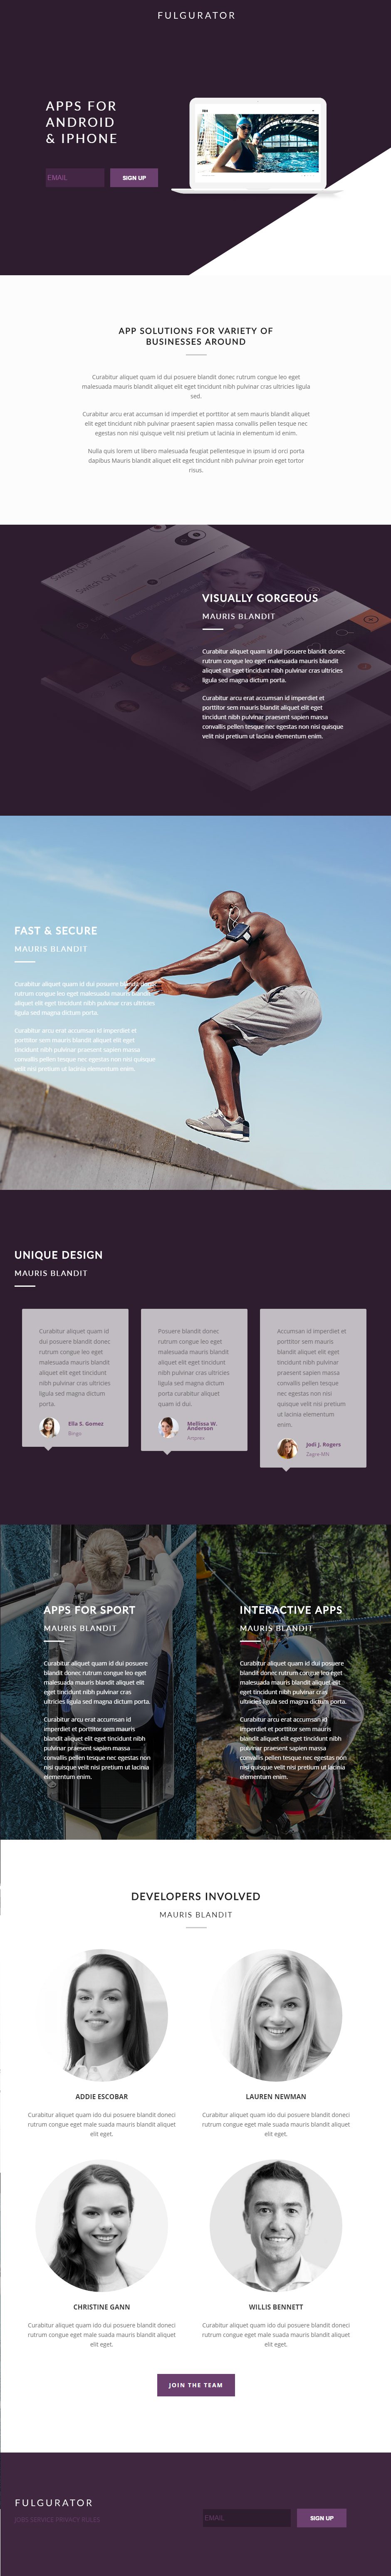 FULGURATOR
APPS FOR
ANDROID
& IPHONE
EMAIL
SIGN UP
APP SOLUTIONS FOR VARIETY OF
BUSINESSES AROUND
Curabitur aliquet quam id dui posuere blandit donec rutrum congue leo eget
malesuada mauris blandit aliquet elit eget tincidunt nibh pulvinar cras ultricies ligula
sed.
Curabitur arcu erat accumsan id imperdiet et porttitor at sem mauris blandit aliquet
elit eget tincidunt nibh pulvinar praesent sapien massa convallis pellen tesque nec
egestas non nisi quisque velit nisi pretium ut lacinia in elementum id enim.
Nulla quis lorem ut libero malesuada feugiat pellentesque in ipsum id orci porta
dapibus Mauris blandit aliquet elit eget tincidunt nibh pulvinar proin eget tortor
risus.
Switch ON
VISUALLY GORGEOUS
MAURIS BLANDIT
Curabitur aliquet quam id dui posuere blandit donec
rutrum congue leo eget malesuada mauris blandit
aliquet elit eget tincidunt nibh pulvinar cras ultricies
ligula sed magna dictum porta.
Curabitur arcu erat accumsan id imperdiet et
porttitor sem mauris blandit aliquet elit eget
tincidunt nibh pulvinar praesent sapien massa
convallis pellen tesque nec egestas non nisi quisque
velit nisi pretium ut lacinia elementum enim.
FAST & SECURE
MAURIS BLANDIT
Curabitur aliquet quam id dui posuere blandit donec
rutrum congue leo eget malesuada mauris blandit
aliquet elit eget tincidunt nibh pulvinar cras ultricies
ligula sed magna dictum porta.
Curabitur arcu erat accumsan id imperdiet et
porttitor sem mauris blandit aliquet elit eget
tincidunt nibh pulvinar praesent sapien massa
convallis pellen tesque nec egestas non nisi quisque
velit nisi pretium ut lacinia elementum enim.
UNIQUE DESIGN
MAURIS BLANDIT
Curabitur aliquet quam id
dui posuere blandit donec
rutrum congue leo eget
malesuada mauris blandit
aliquet elit eget tincidunt
nibh pulvinar cras ultricies
ligula sed magna dictum
porta.
Ella S. Gomez
Bingo
Posuere blandit donec
rutrum congue leo eget
malesuada mauris blandit
aliquet elit eget tincidunt
nibh pulvinar cras ultricies
ligula sed magna dictum
porta curabitur aliquet
quam id dui.
Mellissa W.
Anderson
Artpres
Accumsan id imperdiet et
porttitor sem mauris
blandit aliquet elit eget
tincidunt nibh pulvinar
praesent sapien massa
convallis pellen tesque nec
egestas non nisi
quisque velit nisi pretium
ut lacinia elementum
enim.
Jodi J. Rogers
Zagre MN
APPS FOR SPORT
MAURIS BLANDIT
Curabitur aliquet quam id dui posuere
blandit donec rutrum congue leo eget
malesuada mauris blandit aliquet elit
eget tincidunt nibh pulvinar cras
ultricies ligula sed magna dictum porta.
Curabitur arcu erat accumsan id
imperdiet et porttitor sem mauris
blandit aliquet elit eget tincidunt
nibh pulvinar praesent sapien massa
convallis pellen tesque nec egestas non
nisi quisque velit nisi pretium ut lacinia
elementum enim.
INTERACTIVE APPS
MAURIS BLANDIT
Curabitur aliquet quam id dui posuere
blandit donec rutrum congue leo eget
malesuada mauris blandit aliquet elit
eget tincidunt nibh pulvinar cras
ultricies ligula sed magna dictum porta.
Curabitur arcu erat accumsan id
imperdiet et porttitor sem mauris
blandit aliquet elit eget tincidunt
nibh pulvinar praesent sapien massa
convallis pellen tesque nec egestas non
nisl quisque velit nisi pretium ut lacinia
elementum enim.
DEVELOPERS INVOLVED
MAURIS BLANDIT
ADDIE ESCOBAR
Curabitur aliquet quam ido dui posuere blandit doneci
rutrum congue eget male suada mauris blandit aliquet
elit eget.
LAUREN NEWMAN
Curabitur aliquet quam ido dui posuere blandit doneci
rutrum congue eget male suada mauris blandit aliquet
elit eget.
CHRISTINE GANN
Curabitur aliquet quam ido dui posuere blandit doneci
rutrum congue eget male suada mauris blandit aliquet
elit eget.
WILLIS BENNETT
Curabitur aliquet quam ido dui posuere blandit doneci
rutrum congue eget male suada mauris blandit aliquet
elit eget.
JOIN THE TEAM
FULGURATOR
JOBS SERVICE PRIVACY RULES
EMAIL
SIGN UP